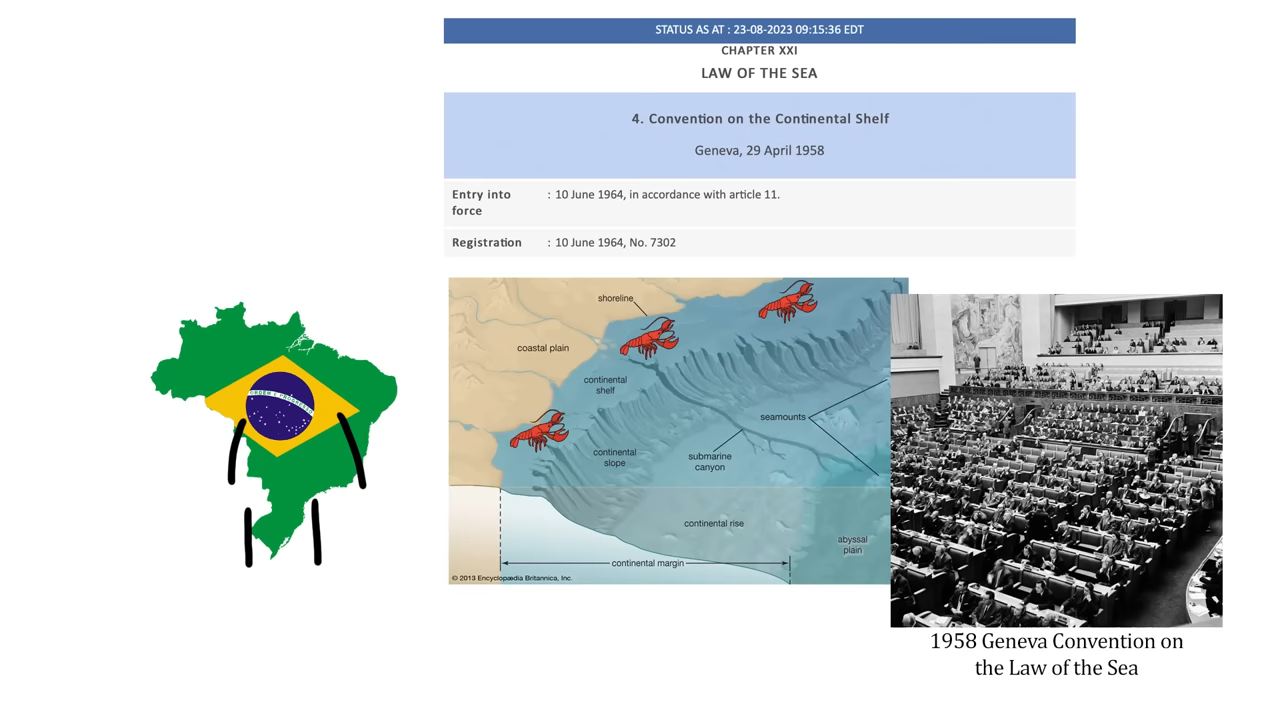 STATUS AS AT : 23-08-2023 09:15:36 EDT
CHAPTER XXI
LAW OF THE SEA
4. Convention on the Continental Shelf
Geneva, 29 April 1958
Entry into force : 10 June 1964, in accordance with article 11.
Registration : 10 June 1964, No. 7302
ORDEM E PROGRESSO
shoreline
coastal plain
continental
shelf
seamounts
continental
slope
submarine
canyon
continental rise
abyssal
plain
continental margin
© 2013 Encyclopædia Britannica, Inc.
1958 Geneva Convention on
the Law of the Sea